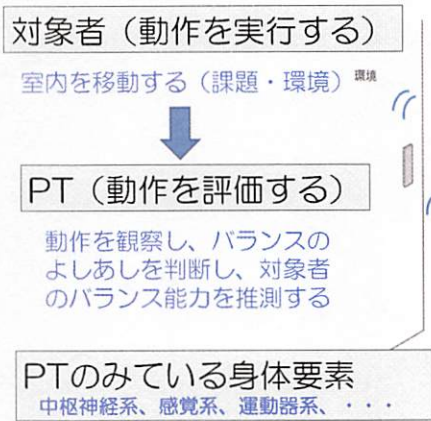 対象者（動作を実行する）
室内を移動する（課題・環境）環境
PT（動作を評価する）
動作を観察し、バランスの
よしあしを判断し、対象者
のバランス能力を推測する
PTのみている身体要素
中枢神経系、感覚系、運動器系、・・・